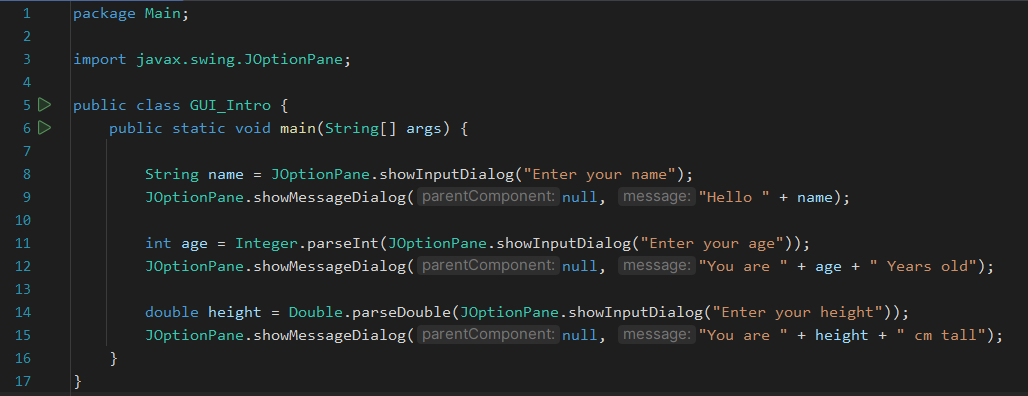 1 package Main;
2
3 import javax.swing.JOptionPane;
4
5 public class GUI_Intro {
6 public static void main(String[] args) {
7
8 String name = JOptionPane.showInputDialog("Enter your name");
9 JOptionPane.showMessageDialog( parentComponent: null, message: "Hello " + name);
10
11 int age = Integer.parseInt(JOptionPane.showInputDialog("Enter your age"));
12 JOptionPane.showMessageDialog( parentComponent: null, message: "You are " + age + " Years old");
13
14 double height = Double.parseDouble(JOptionPane.showInputDialog("Enter your height"));
15 JOptionPane.showMessageDialog( parentComponent: null, message: "You are " + height + " cm tall");
16 }
17 }